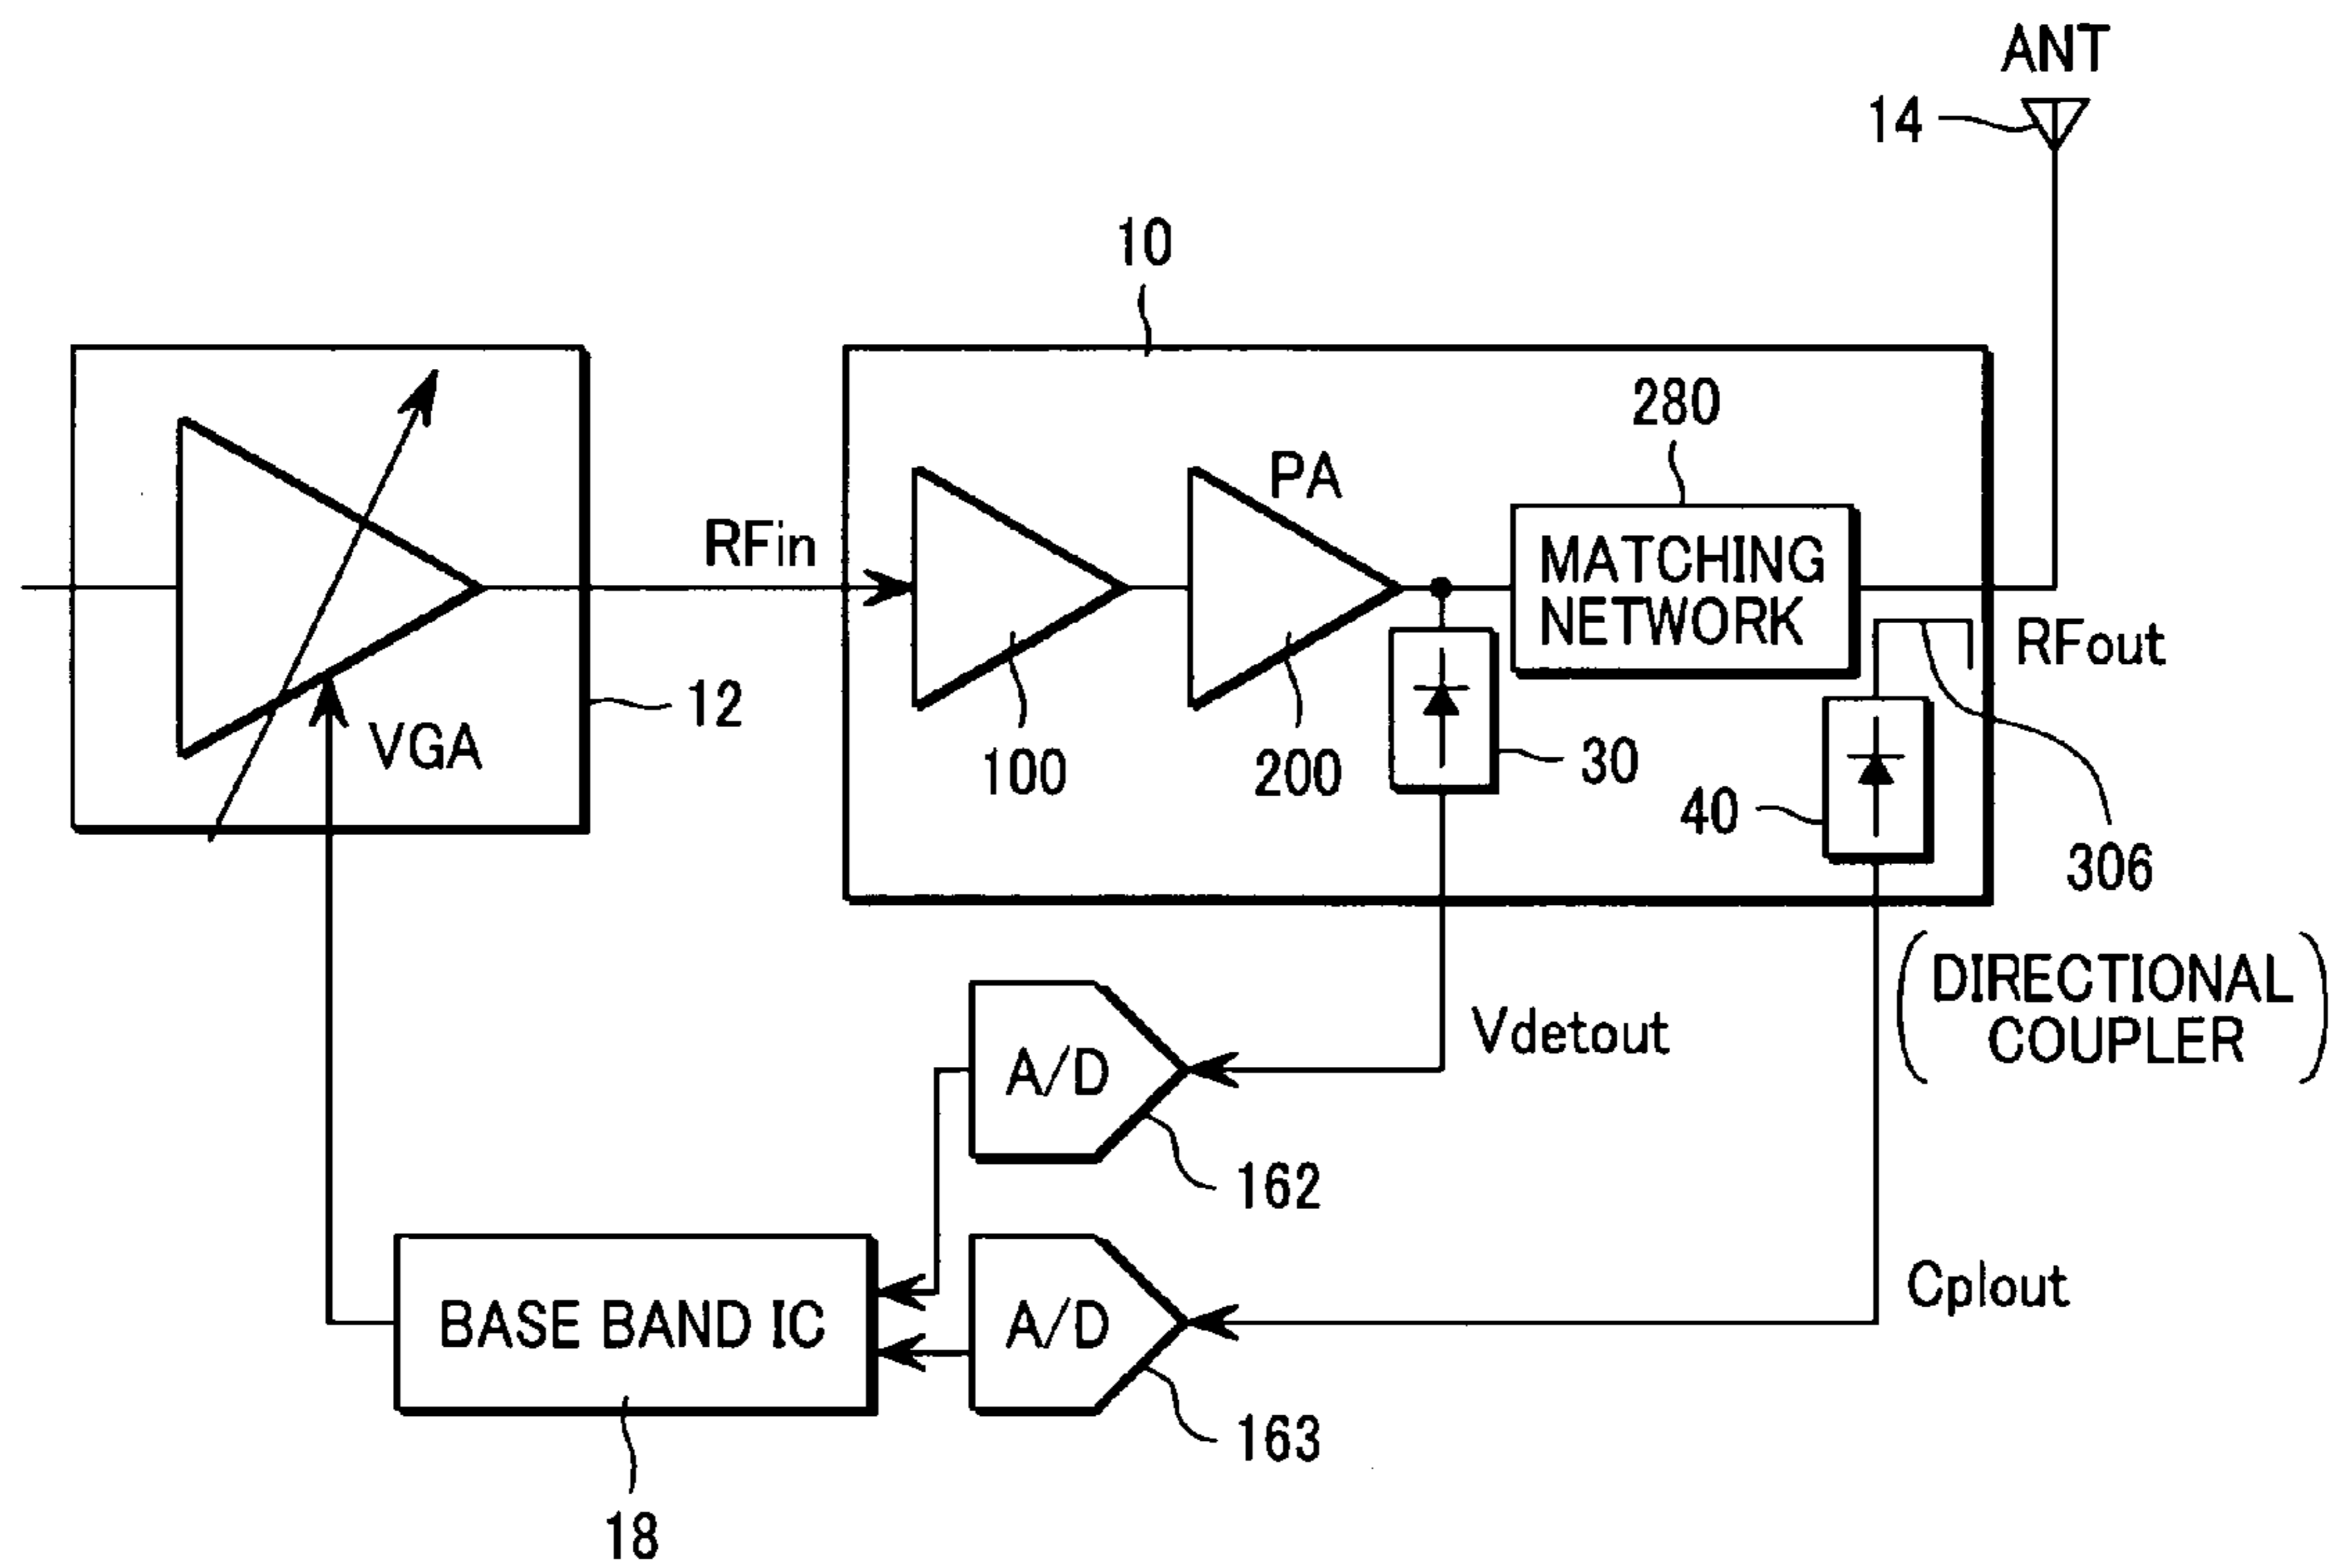 ANT
14
10
280
PA
RFin
MATCHING
NETWORK
RFout
12
VGA
100
200
30
40
306
(DIRECTIONAL
COUPLER)
Vdetout
A/D
162
Cplout
BASE BAND IC
A/D
163
18